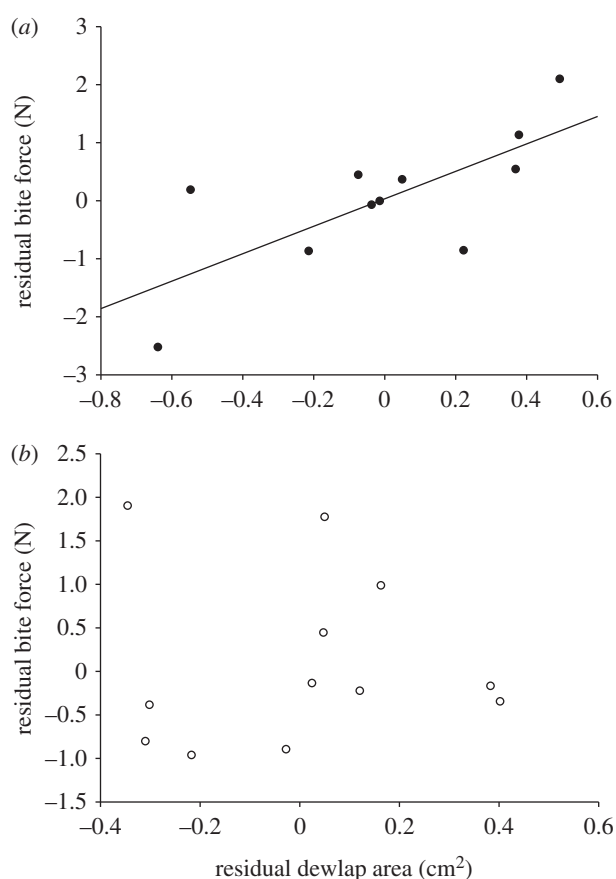 (a)
residual bite force (N)
3
2
1
0
–1
–2
–3
–0.8 –0.6 –0.4 –0.2 0 0.2 0.4 0.6
(b)
residual bite force (N)
2.5
2.0
1.5
1.0
0.5
0
–0.5
–1.0
–1.5
–0.4 –0.2 0 0.2 0.4 0.6
residual dewlap area (cm²)